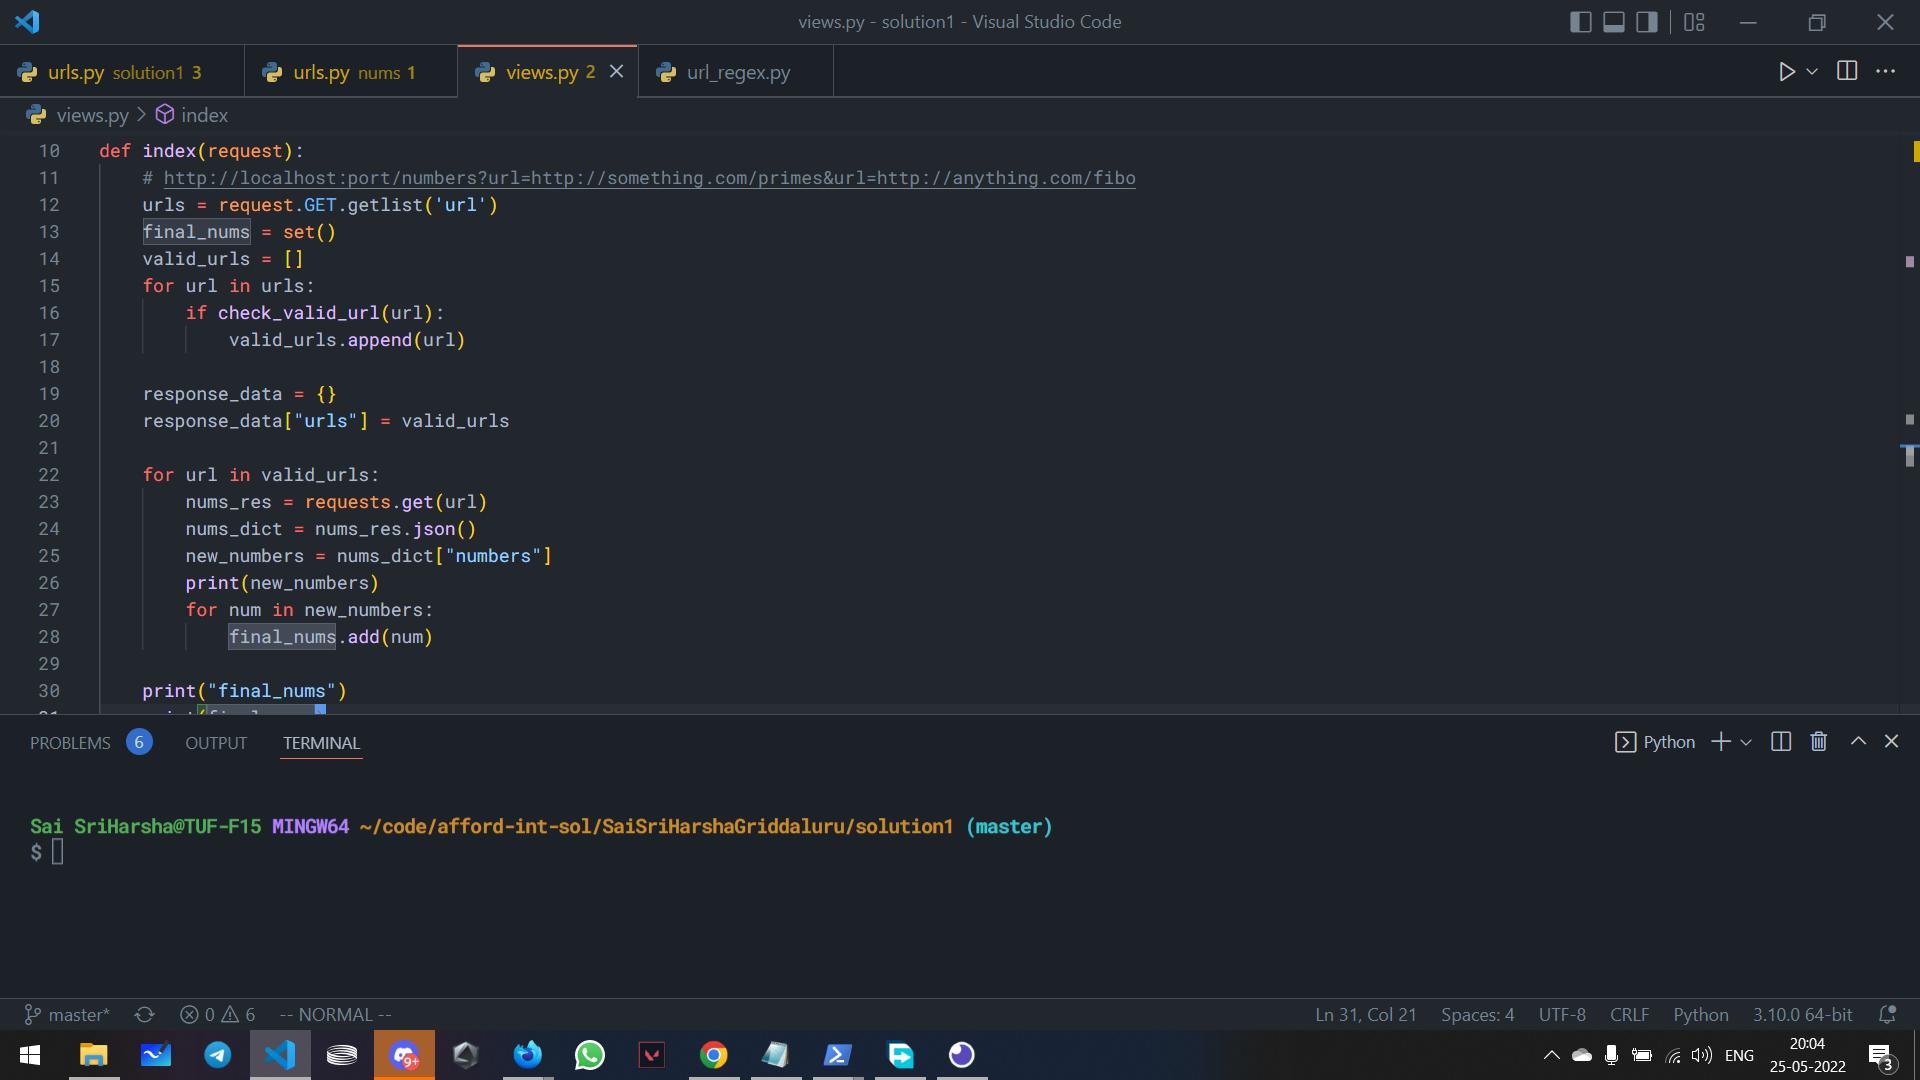 views.py - solution1 - Visual Studio Code
urls.py solution1 3 urls.py nums 1 views.py 2 url_regex.py
views.py > index
10 def index(request):
11 # http://localhost:port/numbers?url=http://something.com/primes&url=http://anything.com/fibo
12 urls = request.GET.getlist('url')
13 final_nums = set()
14 valid_urls = []
15 for url in urls:
16 if check_valid_url(url):
17 valid_urls.append(url)
18
19 response_data = {}
20 response_data["urls"] = valid_urls
21
22 for url in valid_urls:
23 nums_res = requests.get(url)
24 nums_dict = nums_res.json()
25 new_numbers = nums_dict["numbers"]
26 print(new_numbers)
27 for num in new_numbers:
28 final_nums.add(num)
29
30 print("final_nums")
PROBLEMS 6 OUTPUT TERMINAL Python
Sai SriHarsha@TUF-F15 MINGW64 ~/code/afford-int-sol/SaiSriHarshaGriddaluru/solution1 (master)
$
master* 0 6 -- NORMAL -- Ln 31, Col 21 Spaces: 4 UTF-8 CRLF Python 3.10.0 64-bit
9+ ENG 20:04
25-05-2022 3